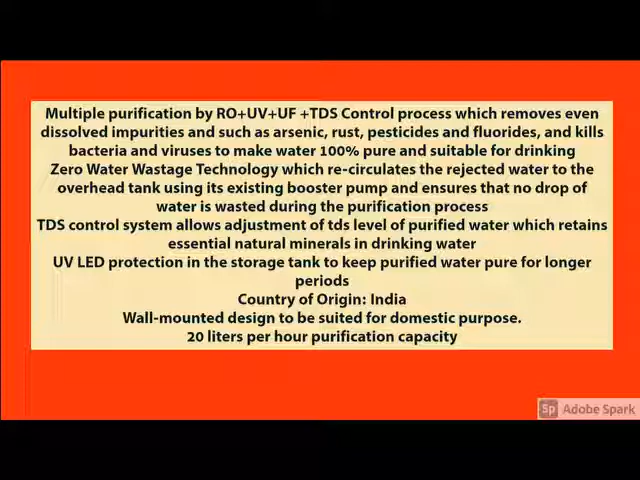 Multiple purification by RO+UV+UF +TDS Control process which removes even
dissolved impurities and such as arsenic, rust, pesticides and fluorides, and kills
bacteria and viruses to make water 100% pure and suitable for drinking
Zero Water Wastage Technology which re-circulates the rejected water to the
overhead tank using its existing booster pump and ensures that no drop of
water is wasted during the purification process
TDS control system allows adjustment of tds level of purified water which retains
essential natural minerals in drinking water
UV LED protection in the storage tank to keep purified water pure for longer
periods
Country of Origin: India
Wall-mounted design to be suited for domestic purpose.
20 liters per hour purification capacity
Sp Adobe Spark